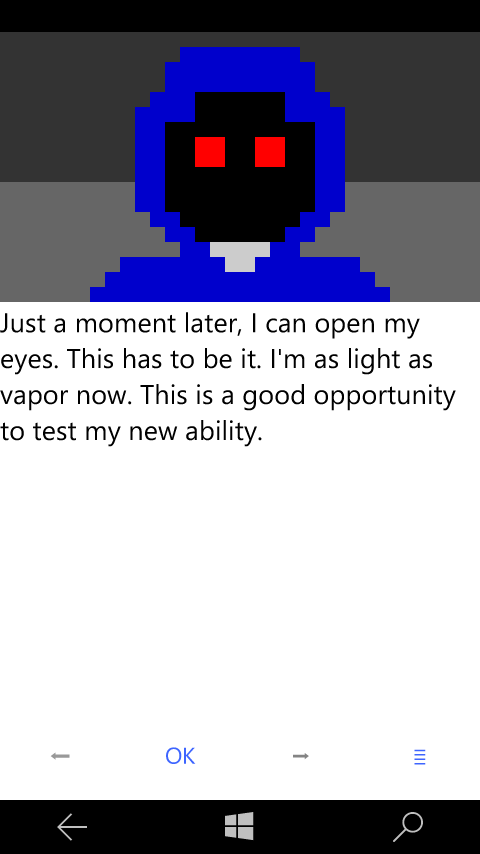 Just a moment later, I can open my
eyes. This has to be it. I'm as light as
vapor now. This is a good opportunity
to test my new ability.
OK